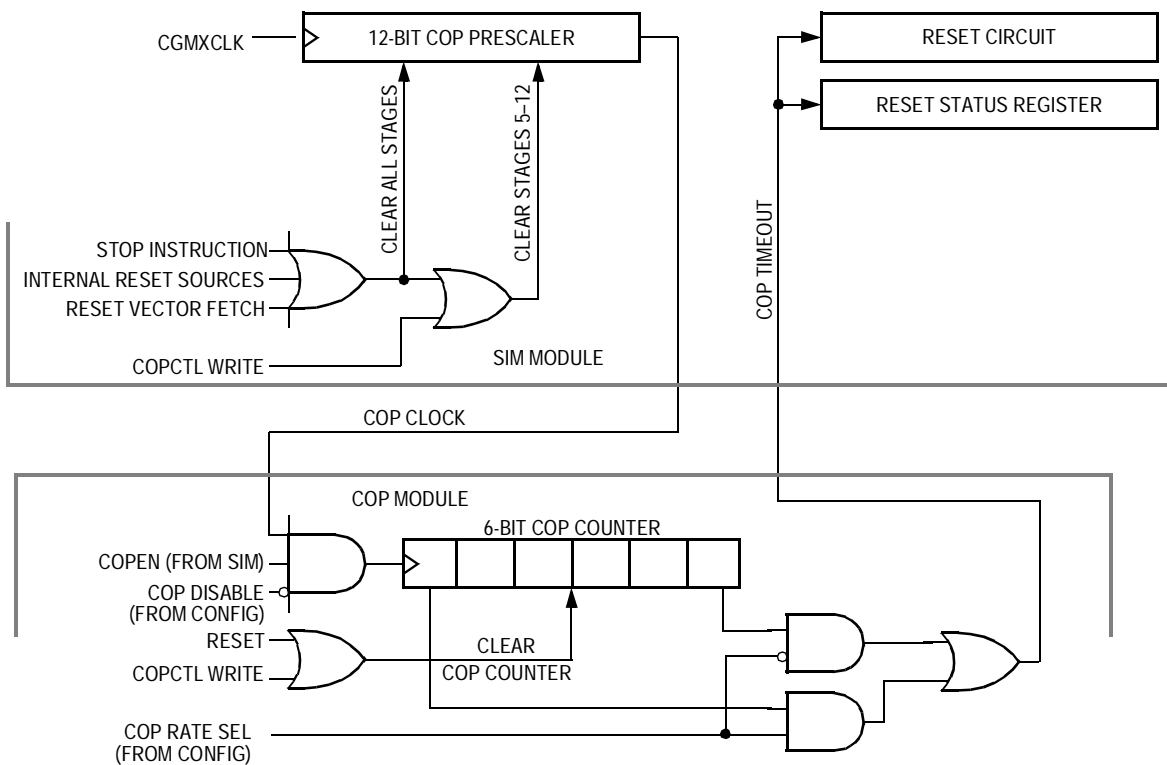 CGMXCLK
12-BIT COP PRESCALER
RESET CIRCUIT
RESET STATUS REGISTER
CLEAR ALL STAGES
CLEAR STAGES 5–12
COP TIMEOUT
STOP INSTRUCTION
INTERNAL RESET SOURCES
RESET VECTOR FETCH
COPCTL WRITE
SIM MODULE
COP CLOCK
COP MODULE
6-BIT COP COUNTER
COPEN (FROM SIM)
COP DISABLE
(FROM CONFIG)
RESET
COPCTL WRITE
CLEAR
COP COUNTER
COP RATE SEL
(FROM CONFIG)